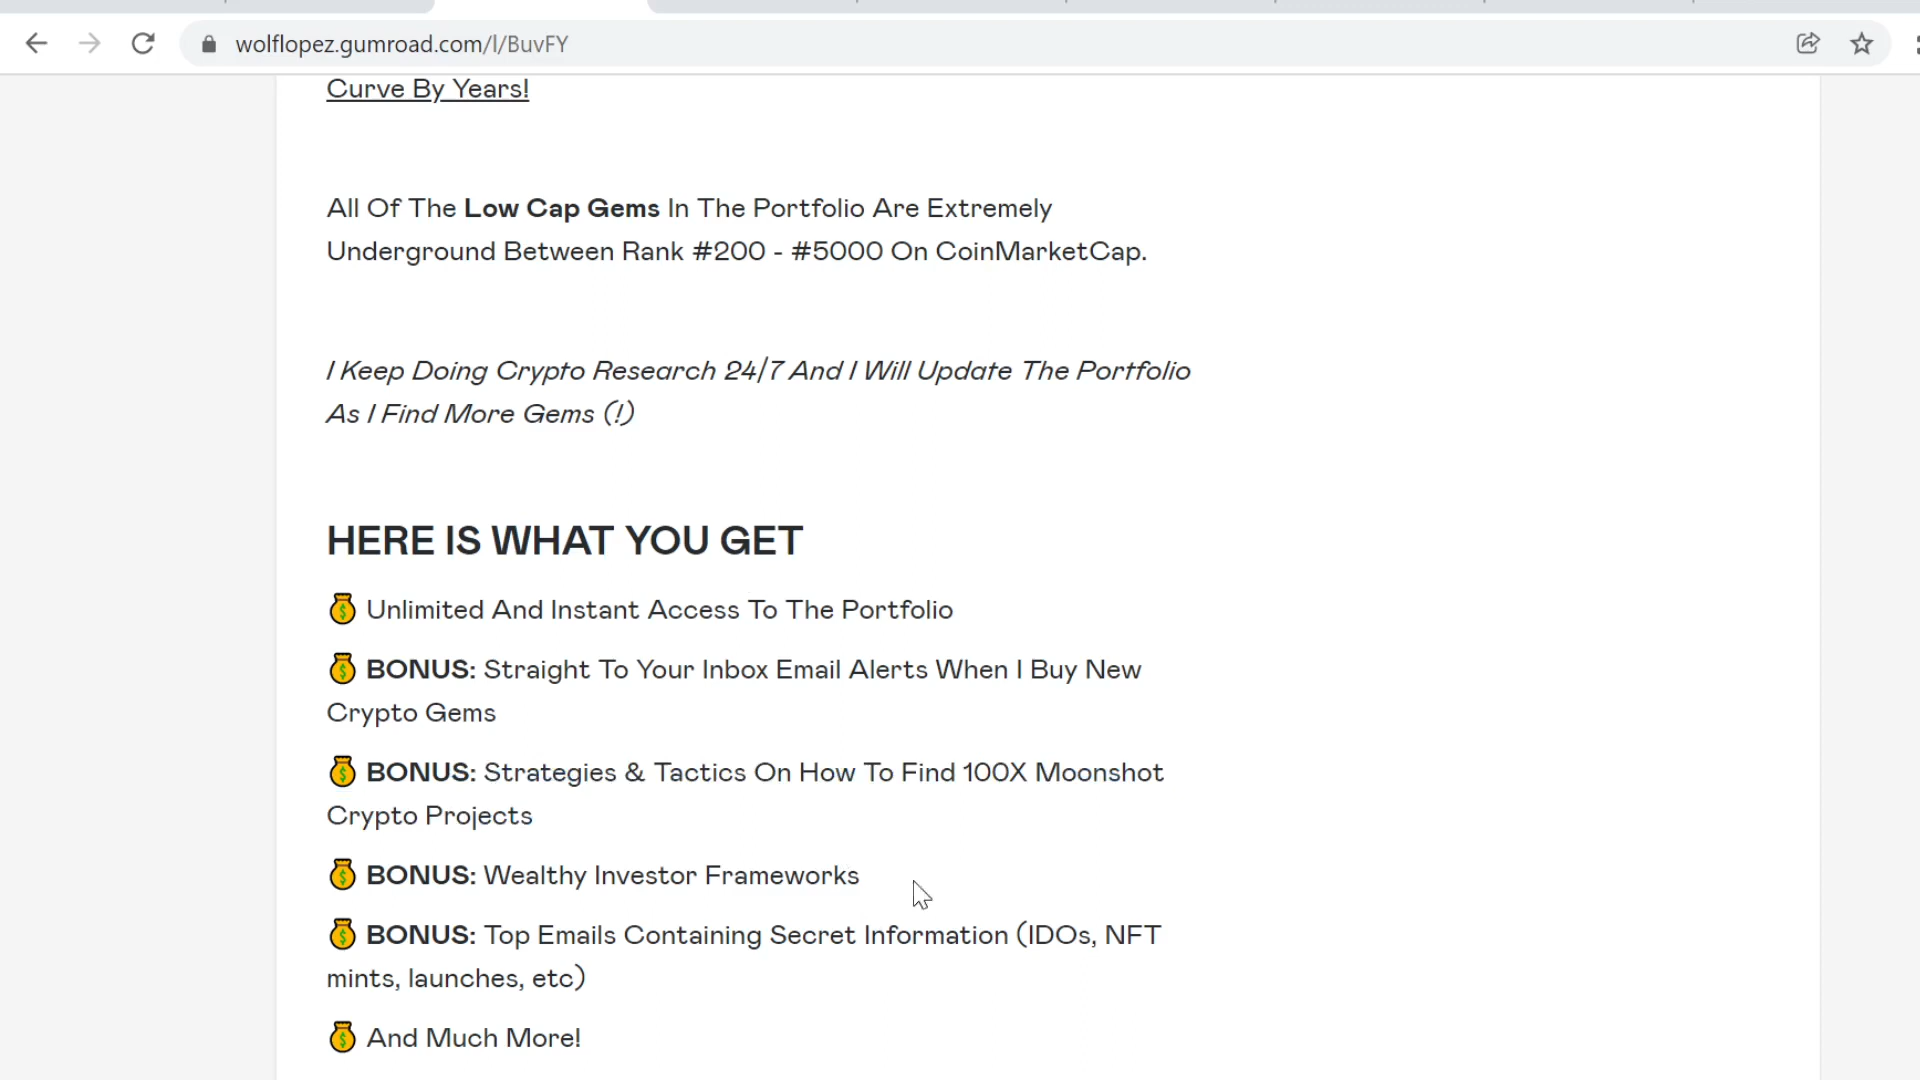 wolflopez.gumroad.com/l/BuvFY
Curve By Years!
All Of The Low Cap Gems In The Portfolio Are Extremely
Underground Between Rank #200 - #5000 On CoinMarketCap.
I Keep Doing Crypto Research 24/7 And I Will Update The Portfolio
As I Find More Gems (!)
HERE IS WHAT YOU GET
Unlimited And Instant Access To The Portfolio
BONUS: Straight To Your Inbox Email Alerts When I Buy New
Crypto Gems
BONUS: Strategies & Tactics On How To Find 100X Moonshot
Crypto Projects
BONUS: Wealthy Investor Frameworks
BONUS: Top Emails Containing Secret Information (IDOs, NFT
mints, launches, etc)
And Much More!